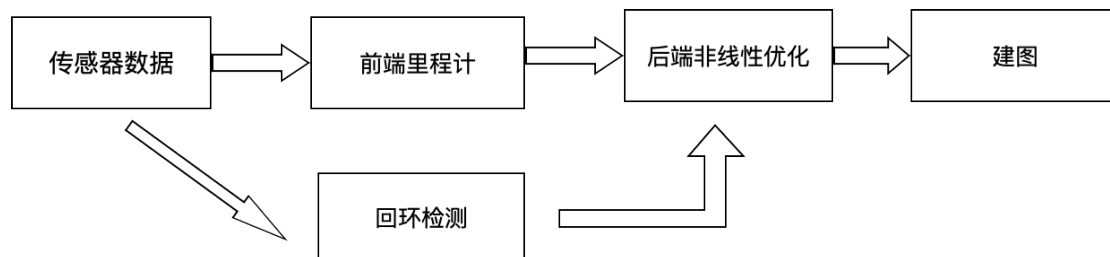 传感器数据
前端里程计
后端非线性优化
建图
回环检测